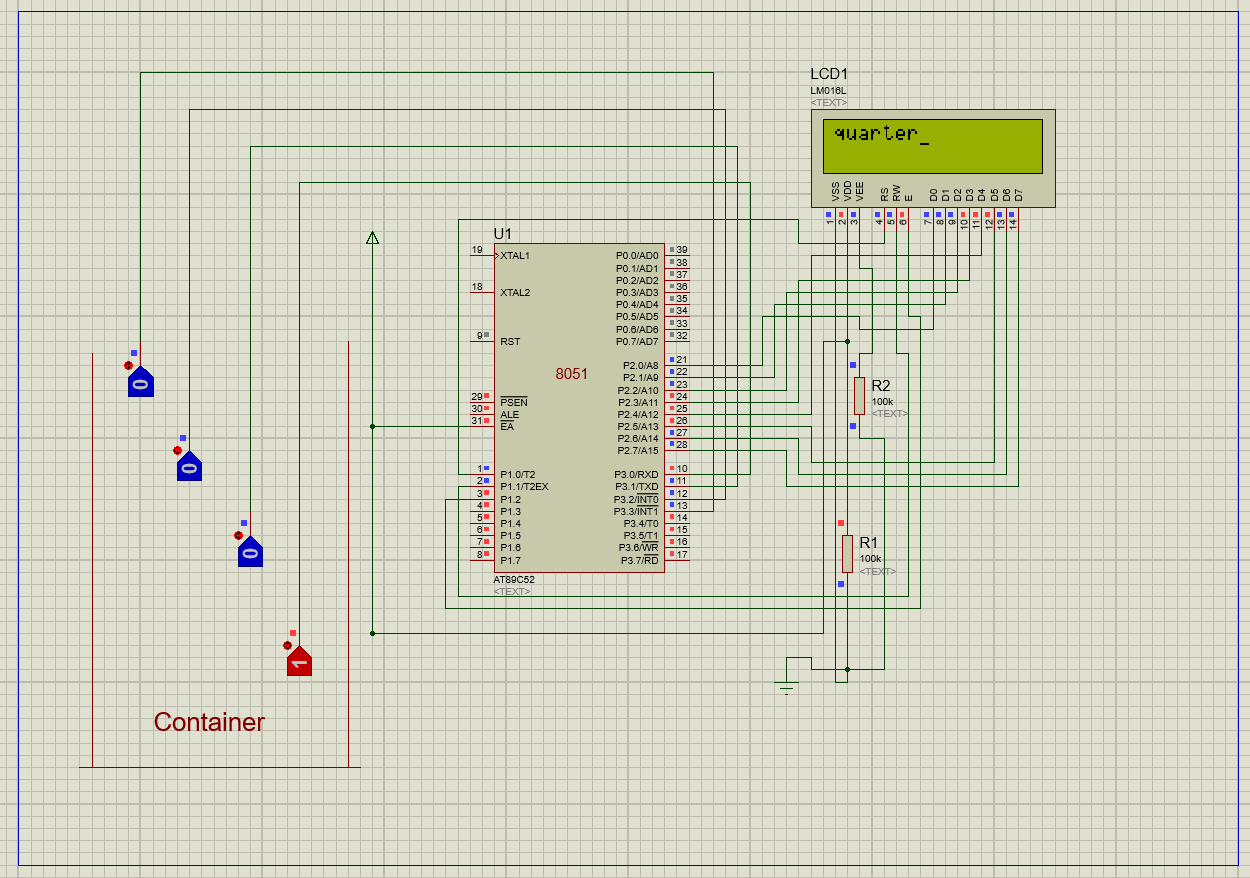 LCD1
LM016L
<TEXT>
quarter_
VSS VDD VEE RS RW E D0 D1 D2 D3 D4 D5 D6 D7
1 2 3 4 5 6 7 8 9 10 11 12 13 14
U1
19 XTAL1 P0.0/AD0 39
P0.1/AD1 38
P0.2/AD2 37
18 XTAL2 P0.3/AD3 36
P0.4/AD4 35
P0.5/AD5 34
P0.6/AD6 33
9 RST P0.7/AD7 32
P2.0/A8 21
8051 P2.1/A9 22
P2.2/A10 23
29 PSEN P2.3/A11 24
30 ALE P2.4/A12 25
31 EA P2.5/A13 26
P2.6/A14 27
P2.7/A15 28
1 P1.0/T2 P3.0/RXD 10
2 P1.1/T2EX P3.1/TXD 11
3 P1.2 P3.2/INT0 12
4 P1.3 P3.3/INT1 13
5 P1.4 P3.4/T0 14
6 P1.5 P3.5/T1 15
7 P1.6 P3.6/WR 16
8 P1.7 P3.7/RD 17
AT89C52
<TEXT>
R2
100k
<TEXT>
R1
100k
<TEXT>
0
0
0
1
Container